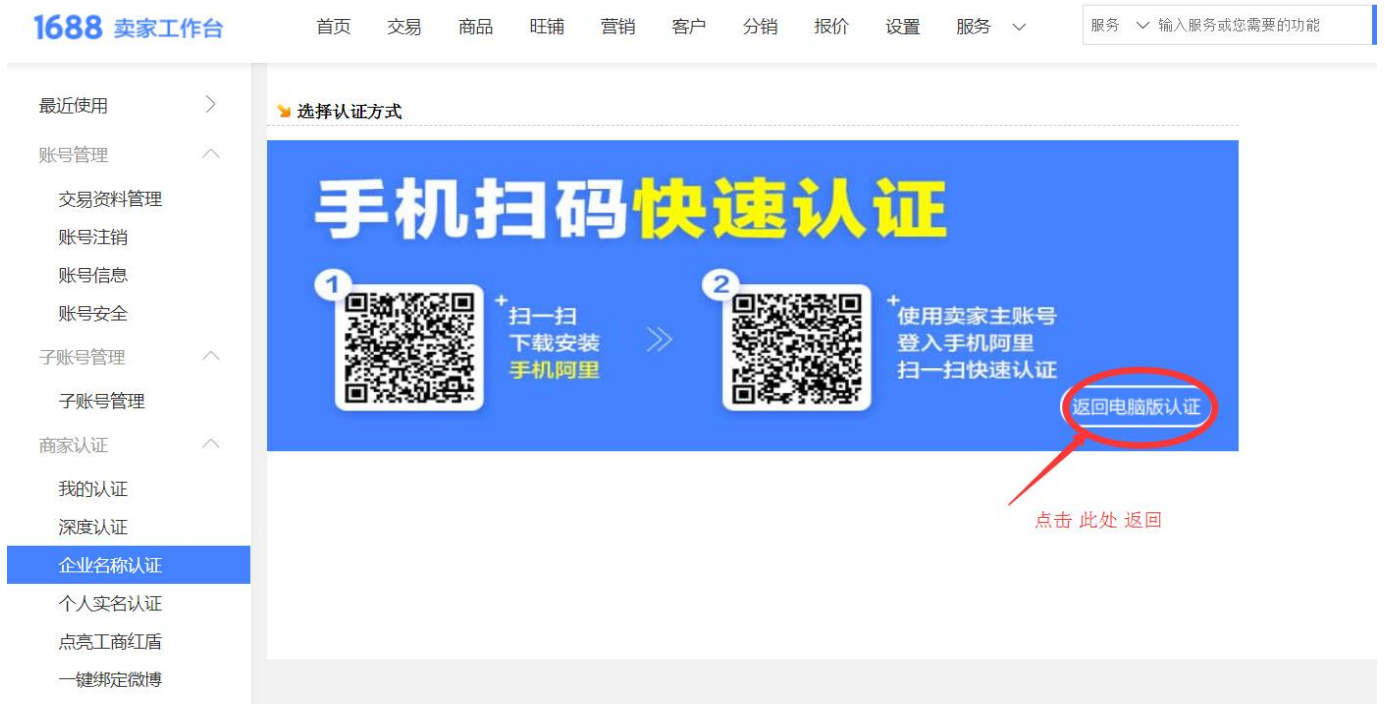 1688 卖家工作台
首页 交易 商品 旺铺 营销 客户 分销 报价 设置 服务
服务 输入服务或您需要的功能
最近使用
账号管理
交易资料管理
账号注销
账号信息
账号安全
子账号管理
子账号管理
商家认证
我的认证
深度认证
企业名称认证
个人实名认证
点亮工商红盾
一键绑定微博
选择认证方式
手机扫码快速认证
1
扫一扫
下载安装
手机阿里
2
使用卖家主账号
登入手机阿里
扫一扫快速认证
返回电脑版认证
点击 此处 返回